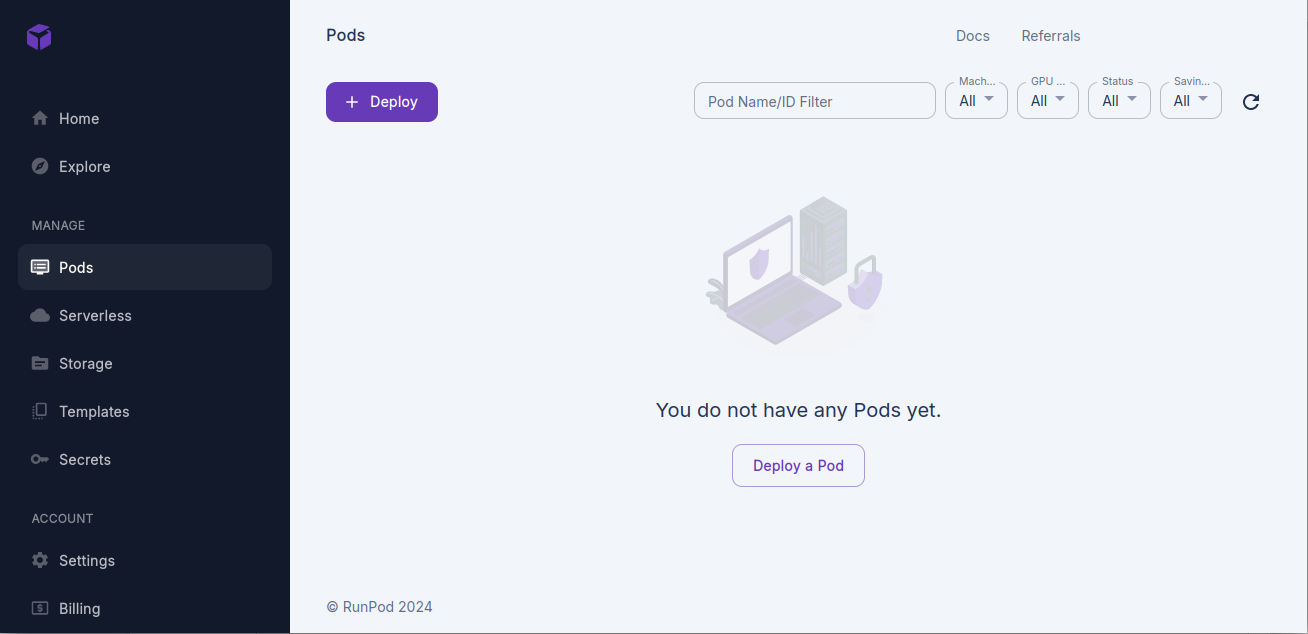 Home
Explore
MANAGE
Pods
Serverless
Storage
Templates
Secrets
ACCOUNT
Settings
Billing
Pods
Docs
Referrals
+ Deploy
Pod Name/ID Filter
Mach...
All
GPU ...
All
Status
All
Savin...
All
You do not have any Pods yet.
Deploy a Pod
© RunPod 2024